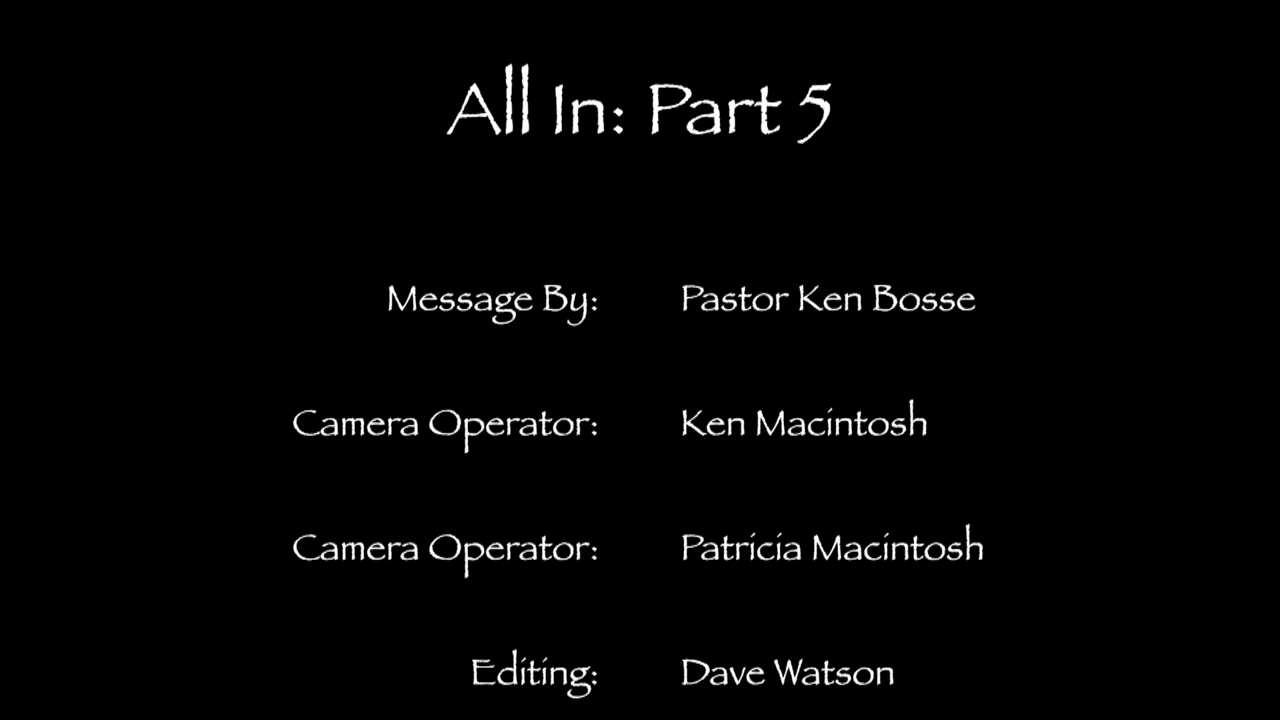 All In: Part 5
Message By: Pastor Ken Bosse
Camera Operator: Ken Macintosh
Camera Operator: Patricia Macintosh
Editing: Dave Watson